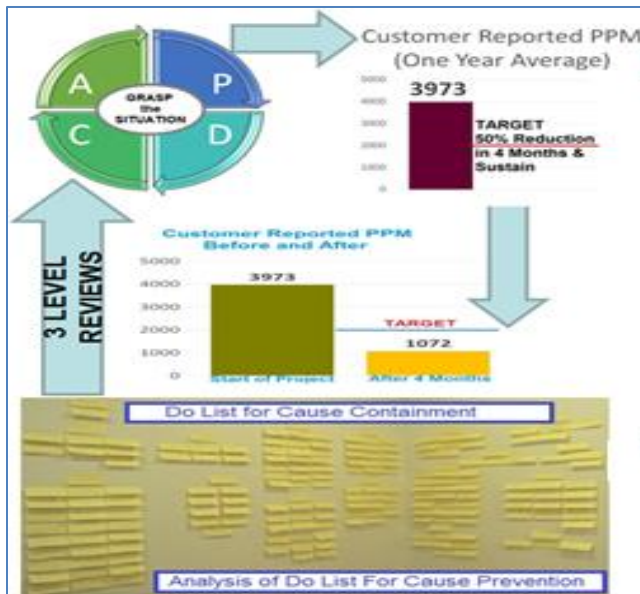 A
P
C
D
GRASP
the
SITUATION
Customer Reported PPM
(One Year Average)
5000
4000
3000
2000
1000
0
3973
TARGET
50% Reduction
in 4 Months &
Sustain
3 LEVEL
REVIEWS
Customer Reported PPM
Before and After
5000
4000
3000
2000
1000
0
3973
TARGET
1072
Start of Project
After 4 Months
Do List for Cause Containment
Analysis of Do List For Cause Prevention